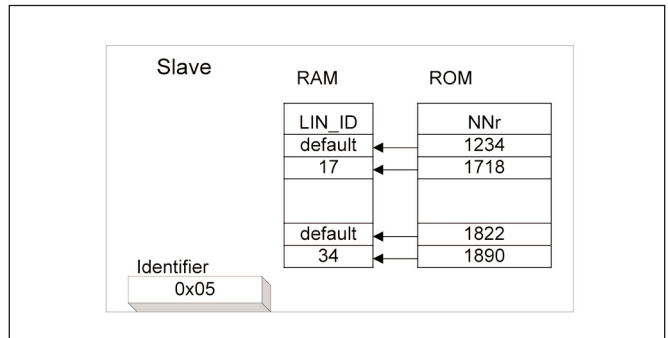 Slave
RAM ROM
LIN_ID NNr
default 1234
17 1718
default 1822
34 1890
Identifier
0x05